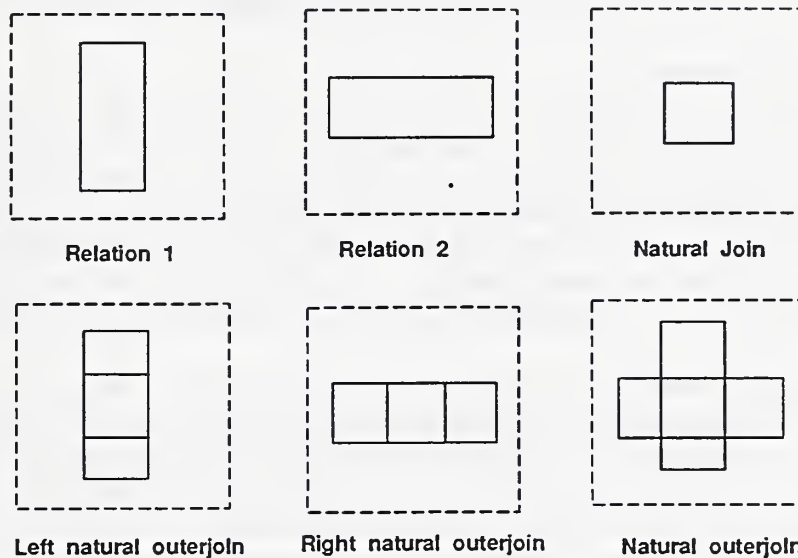 Relation 1
Relation 2
Natural Join
Left natural outerjoin
Right natural outerjoin
Natural outerjoin